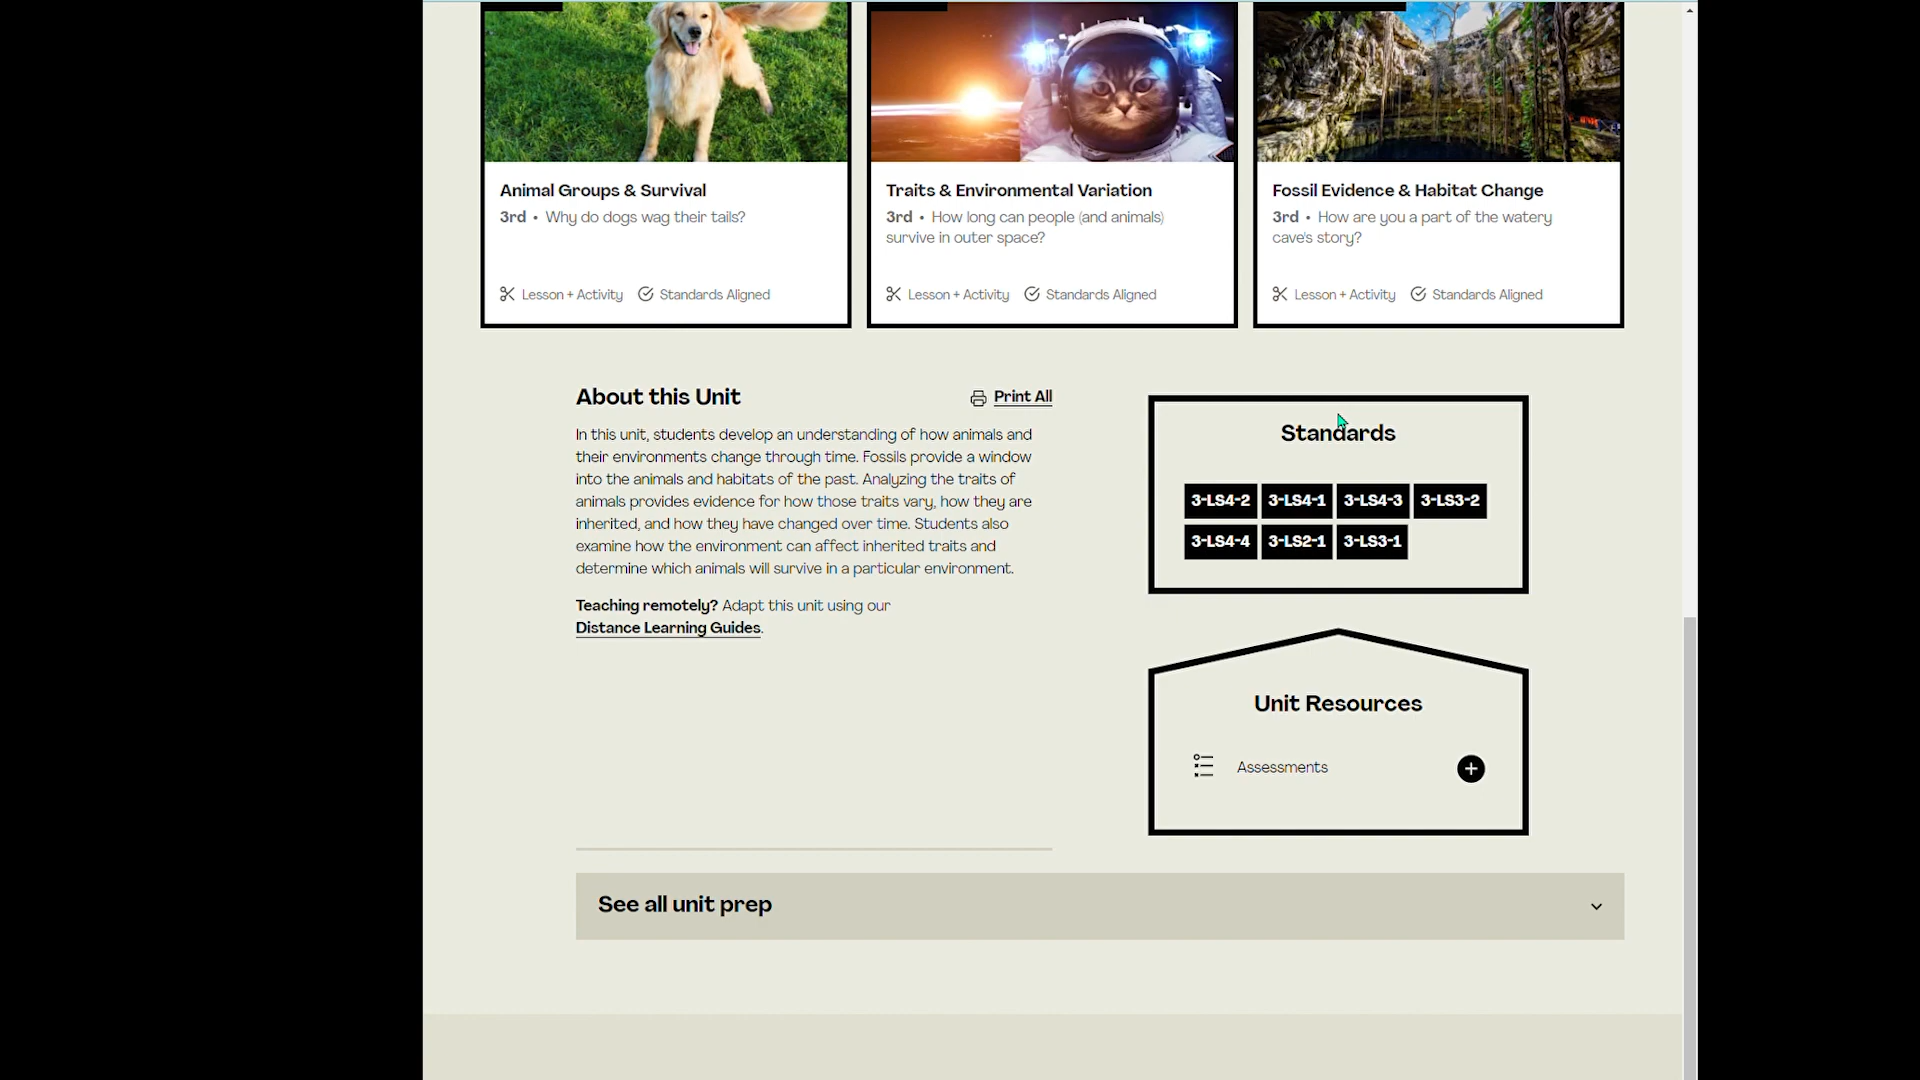 Animal Groups & Survival
3rd • Why do dogs wag their tails?
Lesson + Activity Standards Aligned
Traits & Environmental Variation
3rd • How long can people (and animals)
survive in outer space?
Lesson + Activity Standards Aligned
Fossil Evidence & Habitat Change
3rd • How are you a part of the watery
cave's story?
Lesson + Activity Standards Aligned
About this Unit
Print All
In this unit, students develop an understanding of how animals and
their environments change through time. Fossils provide a window
into the animals and habitats of the past. Analyzing the traits of
animals provides evidence for how those traits vary, how they are
inherited, and how they have changed over time. Students also
examine how the environment can affect inherited traits and
determine which animals will survive in a particular environment.
Teaching remotely? Adapt this unit using our
Distance Learning Guides.
Standards
3-LS4-2 3-LS4-1 3-LS4-3 3-LS3-2
3-LS4-4 3-LS2-1 3-LS3-1
Unit Resources
Assessments
See all unit prep